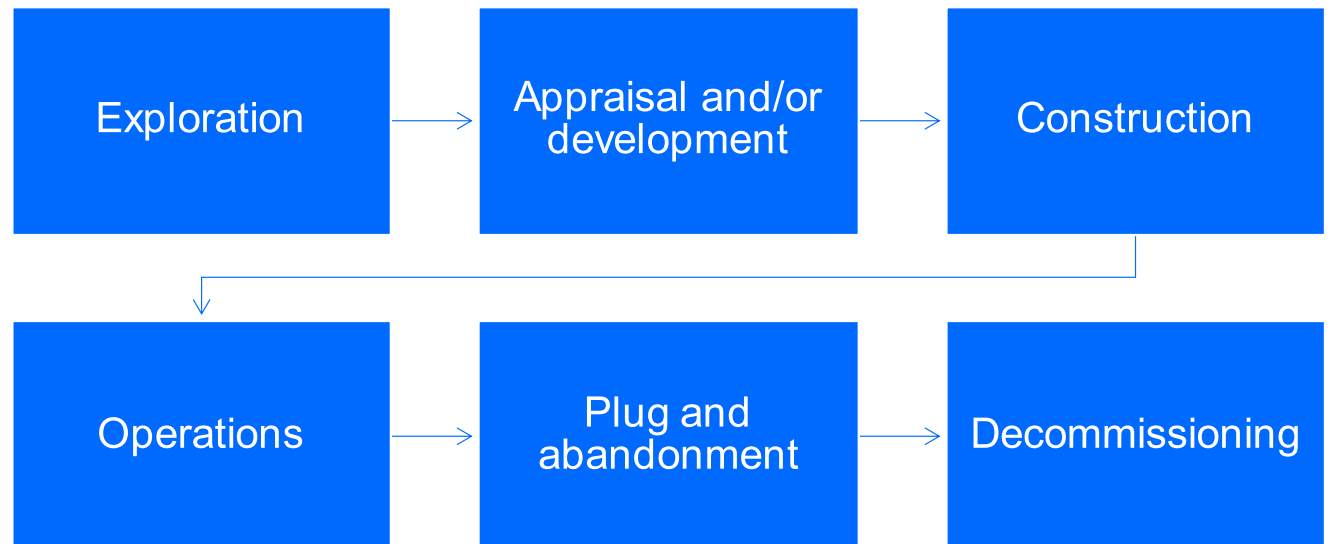 Exploration
Appraisal and/or
development
Construction
Operations
Plug and
abandonment
Decommissioning